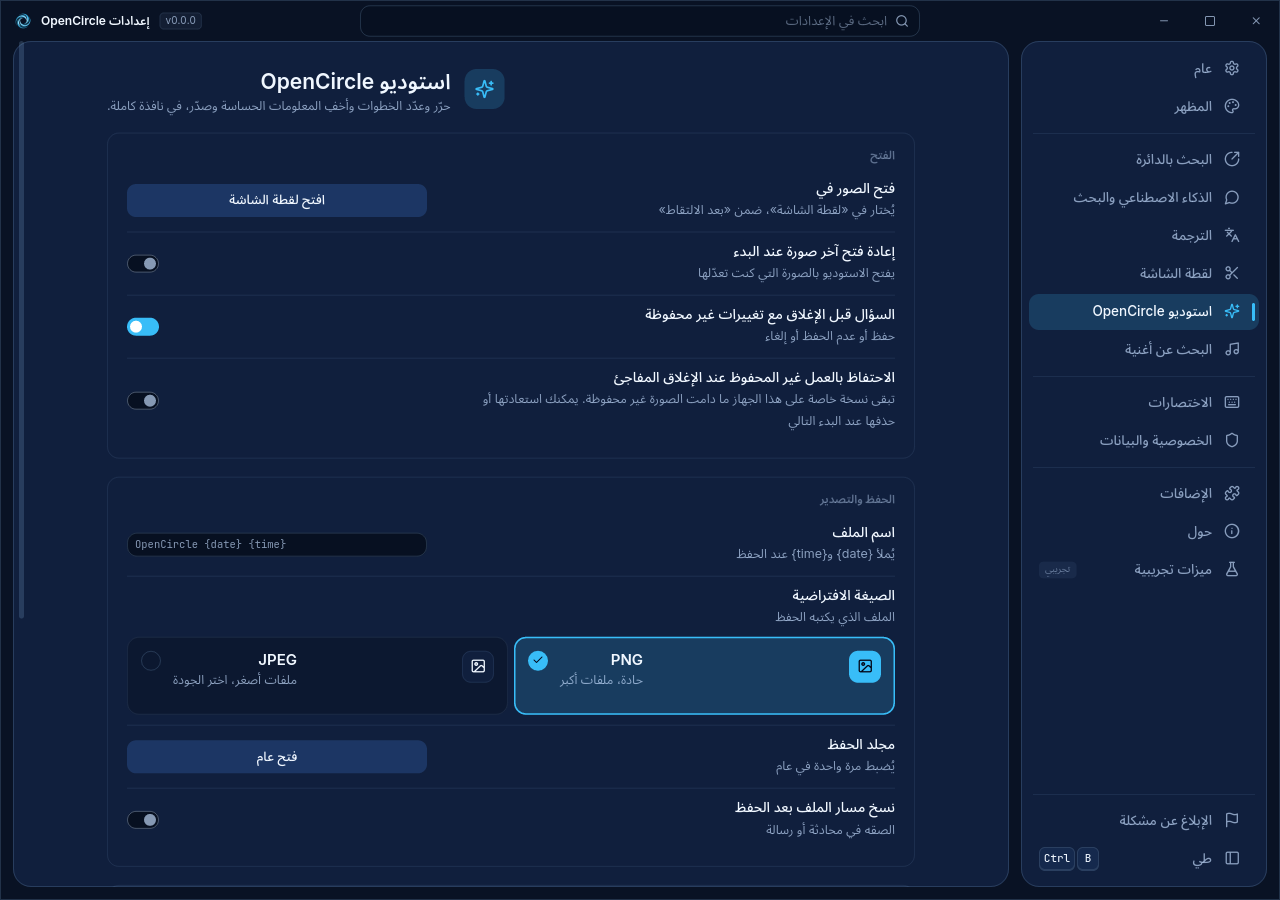 إعدادات OpenCircle
v0.0.0
ابحث في الإعدادات
عام
المظهر
البحث بالدائرة
الذكاء الاصطناعي والبحث
الترجمة
لقطة الشاشة
استوديو OpenCircle
البحث عن أغنية
الاختصارات
الخصوصية والبيانات
الإضافات
حول
ميزات تجريبية
تجريبي
الإبلاغ عن مشكلة
طي
Ctrl B
استوديو OpenCircle
حرّر وعدّد الخطوات وأخفِ المعلومات الحساسة وصدّر، في نافذة كاملة.
الفتح
فتح الصور في
يُختار في «لقطة الشاشة»، ضمن «بعد الالتقاط»
افتح لقطة الشاشة
إعادة فتح آخر صورة عند البدء
يفتح الاستوديو بالصورة التي كنت تعدّلها
السؤال قبل الإغلاق مع تغييرات غير محفوظة
حفظ أو عدم الحفظ أو إلغاء
الاحتفاظ بالعمل غير المحفوظ عند الإغلاق المفاجئ
تبقى نسخة خاصة على هذا الجهاز ما دامت الصورة غير محفوظة. يمكنك استعادتها أو
حذفها عند البدء التالي
الحفظ والتصدير
اسم الملف
يُملأ {date} و{time} عند الحفظ
OpenCircle {date} {time}
الصيغة الافتراضية
الملف الذي يكتبه الحفظ
PNG
حادة، ملفات أكبر
JPEG
ملفات أصغر، اختر الجودة
مجلد الحفظ
يُضبط مرة واحدة في عام
فتح عام
نسخ مسار الملف بعد الحفظ
الصقه في محادثة أو رسالة